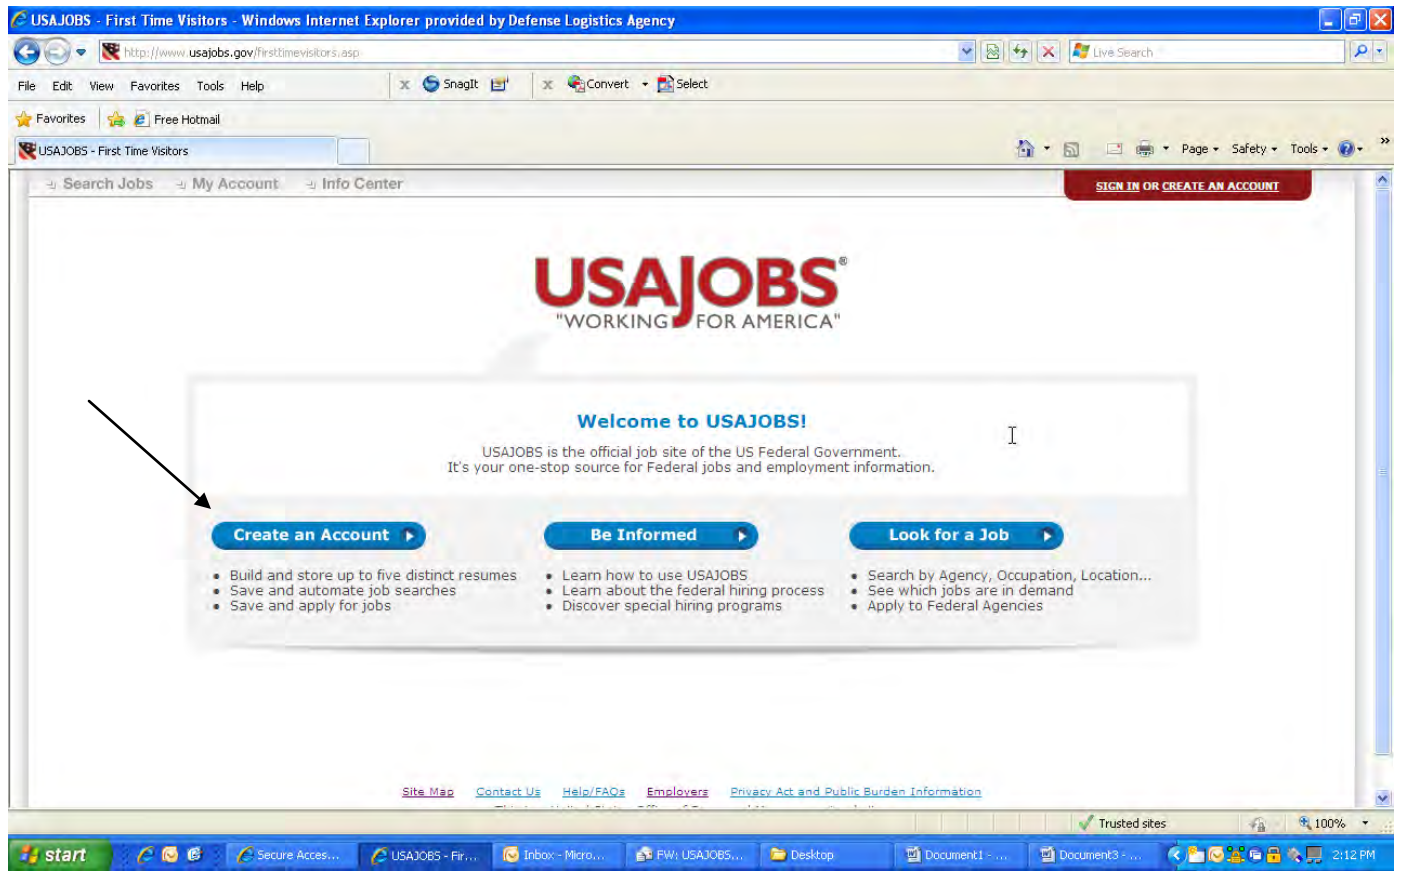 USAJOBS - First Time Visitors - Windows Internet Explorer provided by Defense Logistics Agency
http://www.usajobs.gov/firsttimevisitors.asp
Live Search
File Edit View Favorites Tools Help
x SnagIt
x Convert Select
Favorites Free Hotmail
USAJOBS - First Time Visitors
Page Safety Tools »
Search Jobs My Account Info Center
SIGN IN OR CREATE AN ACCOUNT
USAJOBS®
"WORKING FOR AMERICA"
Welcome to USAJOBS!
USAJOBS is the official job site of the US Federal Government.
It's your one-stop source for Federal jobs and employment information.
Create an Account
• Build and store up to five distinct resumes
• Save and automate job searches
• Save and apply for jobs
Be Informed
• Learn how to use USAJOBS
• Learn about the federal hiring process
• Discover special hiring programs
Look for a Job
• Search by Agency, Occupation, Location...
• See which jobs are in demand
• Apply to Federal Agencies
Site Map Contact Us Help/FAQs Employers Privacy Act and Public Burden Information
Trusted sites 100%
start Secure Acces... USAJOBS - Fir... Inbox - Micro... FW: USAJOBS... Desktop Document1 - ... Document3 - ... 2:12 PM